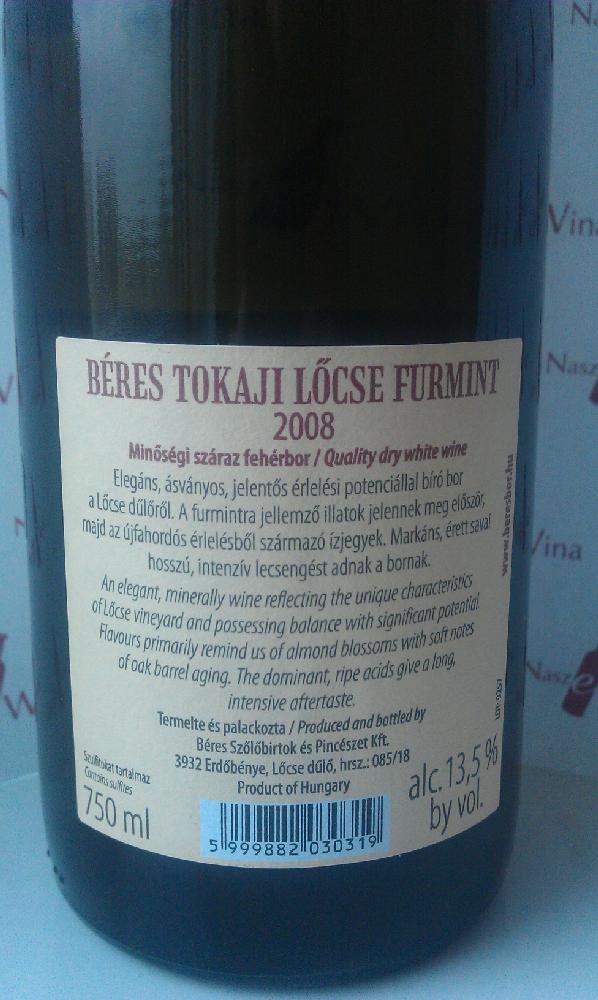 BÉRES TOKAJI LŐCSE FURMINT
2008
Minőségi száraz fehérbor / Quality dry white wine
Elegáns, ásványos, jelentős érlelési potenciállal bíró bor
a Lőcse dűlőről. A furmintra jellemző illatok jelennek meg először,
majd az újfahordós érlelésből származó ízjegyek. Markáns, érett savai
hosszú, intenzív lecsengést adnak a bornak.
An elegant, minerally wine reflecting the unique characteristics
of Lőcse vineyard and possessing balance with significant potential.
Flavours primarily remind us of almond blossoms with soft notes
of oak barrel aging. The dominant, ripe acids give a long,
intensive aftertaste.
Termelte és palackozta / Produced and bottled by
Béres Szőlőbirtok és Pincészet Kft.
3932 Erdőbénye, Lőcse dűlő, hrsz.: 085/18
Product of Hungary
Szulfitokat tartalmaz
Contains sulfites
750 ml
alc. 13,5 %
by vol.
5 999882 030319
www.beresbor.hu
Vina
Nasz
Vina
Nasz